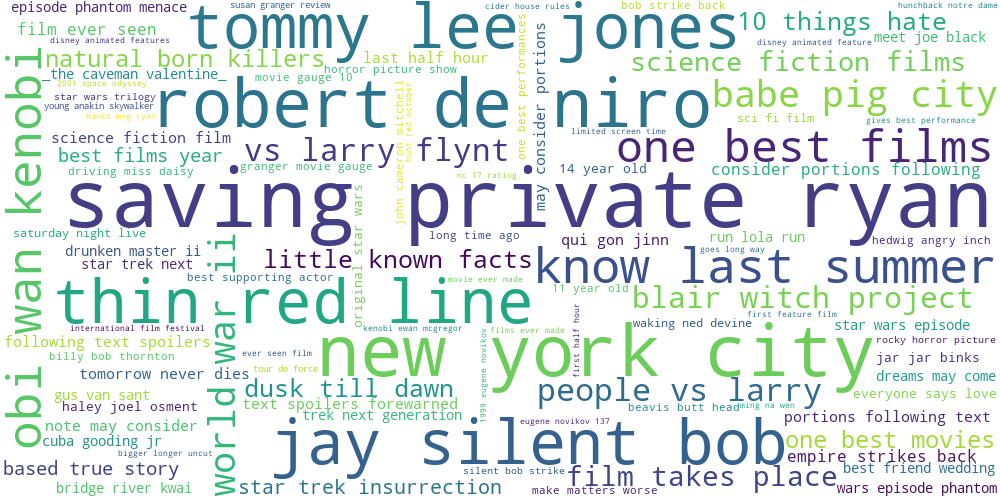 episode phantom menace
susan granger review
tommy lee jones
cider house rules
bob strike back
hunchback notre dame
film ever seen
10 things hate
disney animated features
natural born killers
last half hour
disney animated feature
meet joe black
horror picture show
science fiction films
_the caveman valentine_
movie gauge 10
2001 space odyssey
star wars trilogy
robert de niro
babe pig city
young anakin skywalker
hanks meg ryan
sci fi film
gives best performance
science fiction film
limited screen time
one best performances
may consider portions
john cameron mitchell
hunt red october
best films year
vs larry flynt
one best films
driving miss daisy
granger movie gauge
14 year old
consider portions following
nc 17 rating
saving private ryan
obi wan kenobi
saturday night live
long time ago
qui gon jinn
run lola run
hedwig angry inch
drunken master ii
star trek next
little known facts
goes long way
best supporting actor
movie ever made
know last summer
original star wars
world war ii
thin red line
11 year old
blair witch project
first feature film
international film festival
kenobi ewan mcgregor
films ever made
waking ned devine
star wars episode
following text spoilers
new york city
rocky horror picture
billy bob thornton
ever seen film
first half hour
jar jar binks
tour de force
tomorrow never dies
dreams may come
1999 eugene novikov
dusk till dawn
people vs larry
gus van sant
everyone says love
haley joel osment
text spoilers forewarned
beavis butt head
ming na wen
trek next generation
portions following text
note may consider
eugene novikov 137
cuba gooding jr
jay silent bob
one best movies
bigger longer uncut
empire strikes back
based true story
silent bob strike
film takes place
best friend wedding
bridge river kwai
star trek insurrection
make matters worse
wars episode phantom